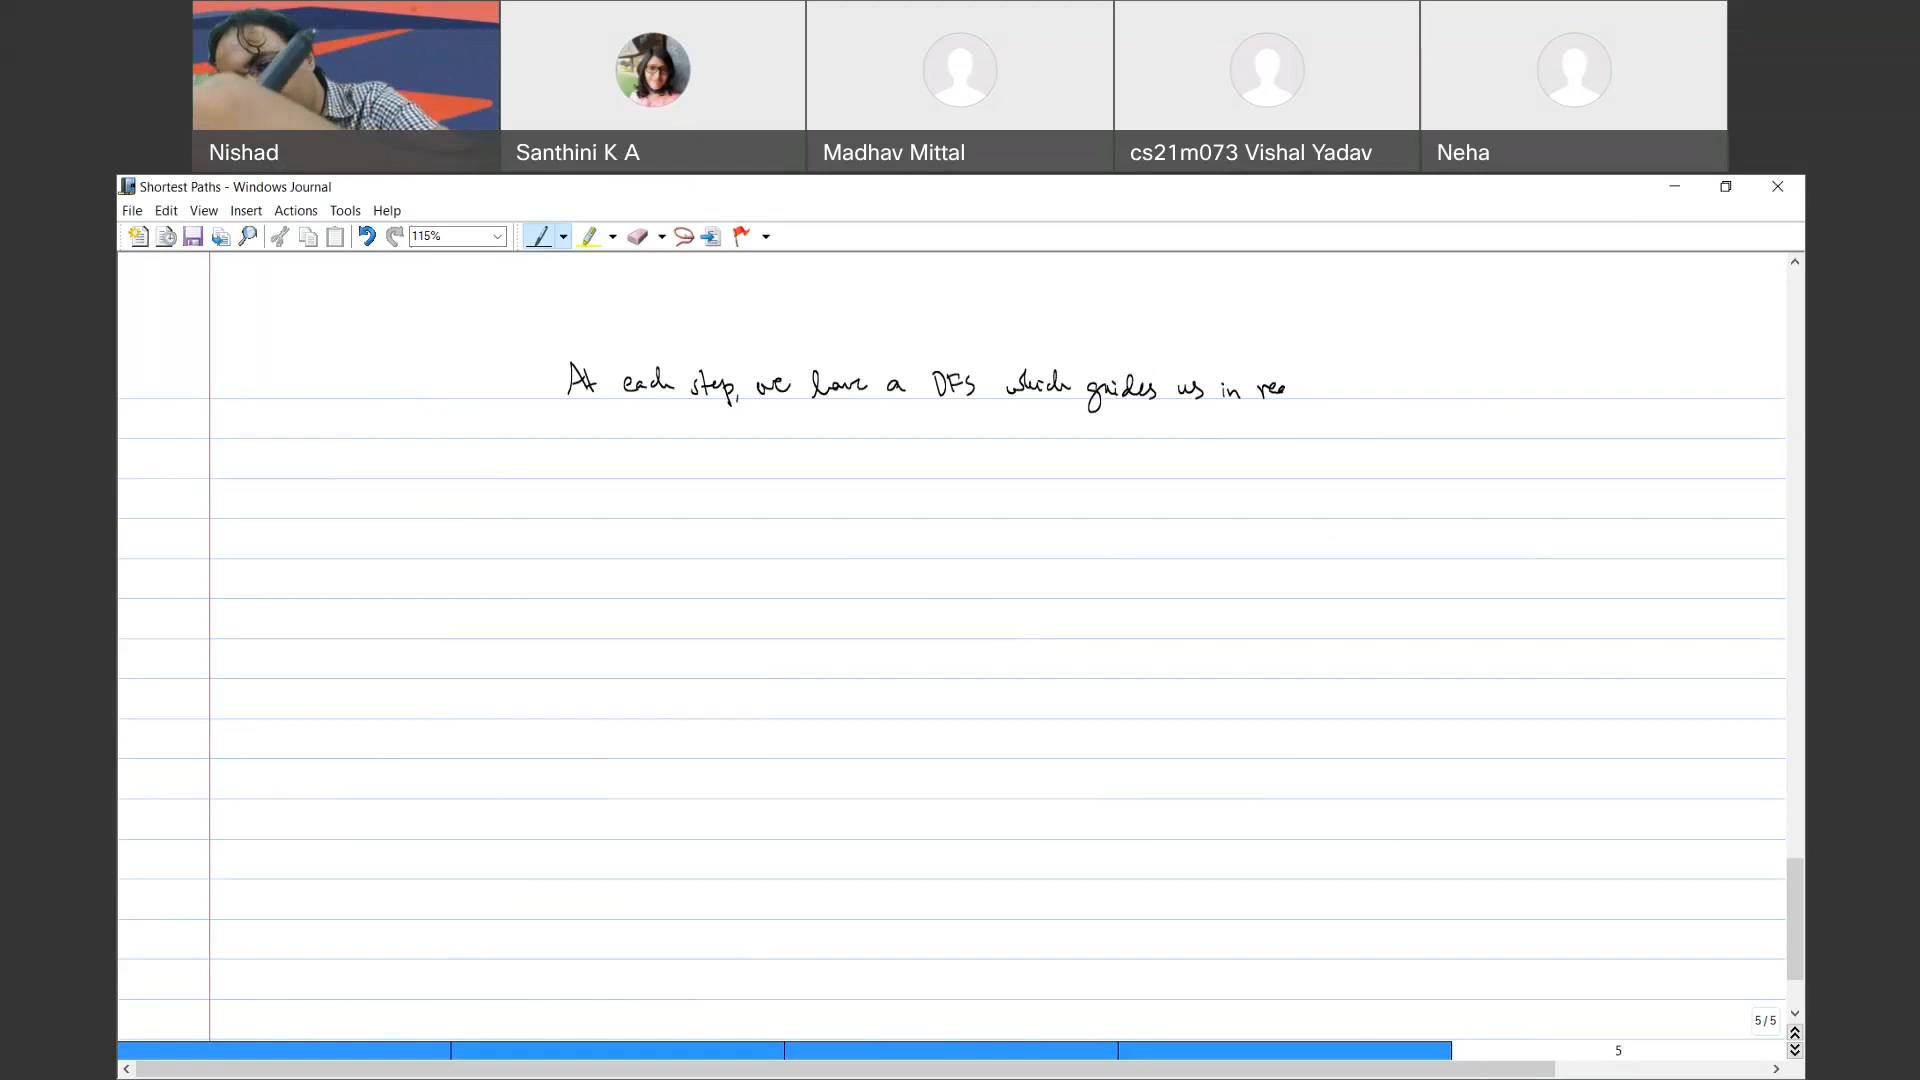 Nishad
Santhini K A
Madhav Mittal
cs21m073 Vishal Yadav
Neha
Shortest Paths - Windows Journal
File Edit View Insert Actions Tools Help
115%
At each step, we have a DFS which guides us in rec
5 / 5
5